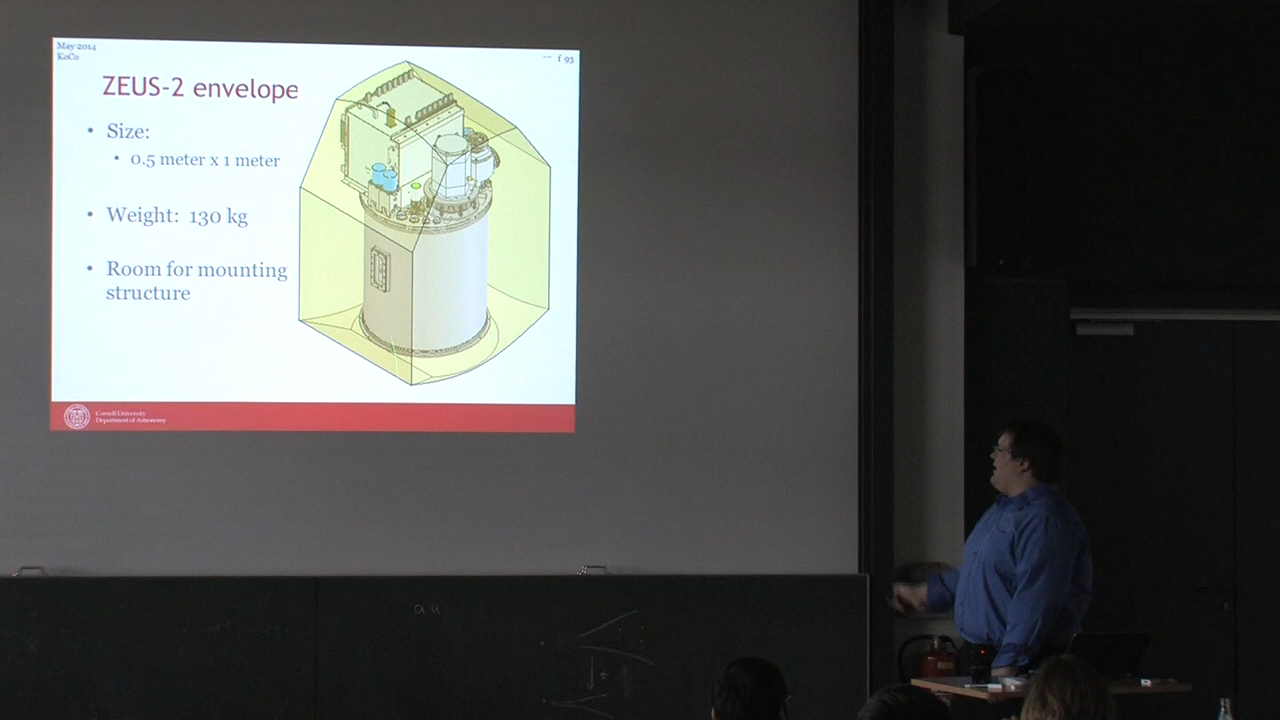 May 2014
KoCo
f 93
ZEUS-2 envelope
• Size:
• 0.5 meter x 1 meter
• Weight: 130 kg
• Room for mounting
structure
Cornell University
Department of Astronomy